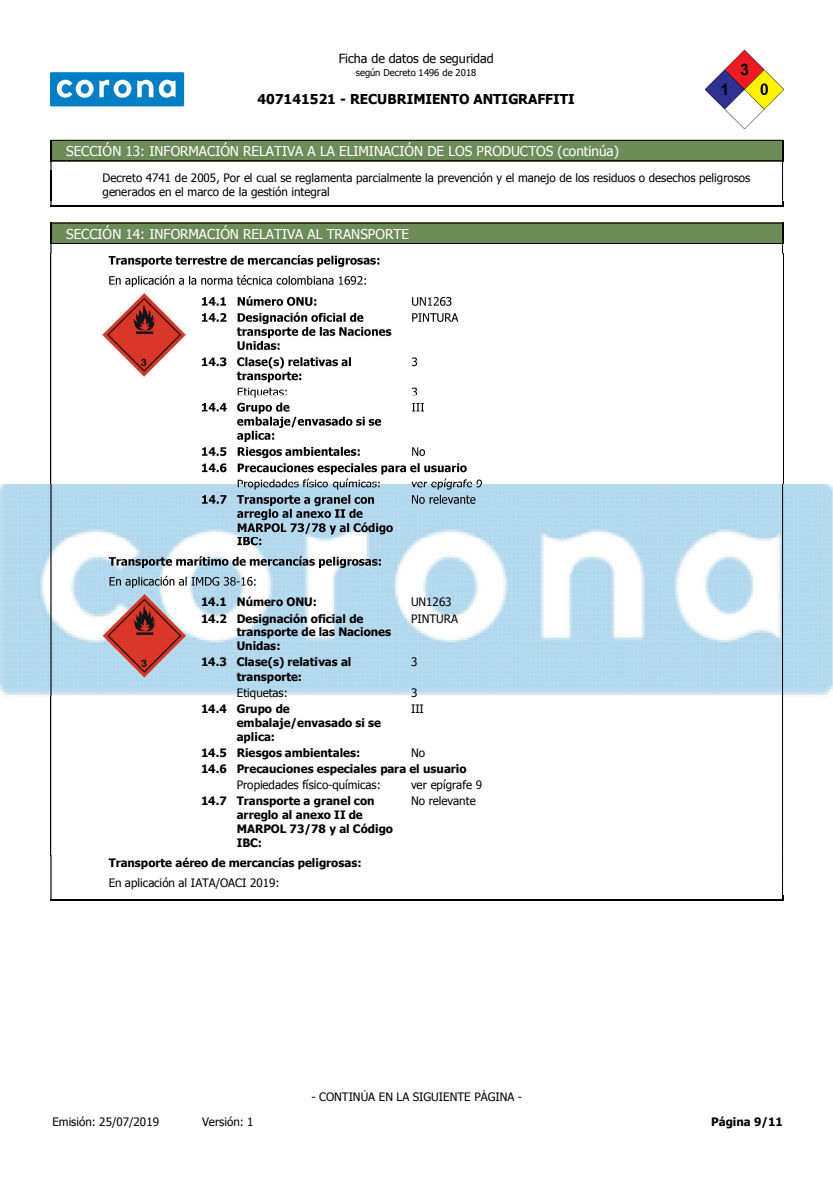 Ficha de datos de seguridad
según Decreto 1496 de 2018
corona
407141521 - RECUBRIMIENTO ANTIGRAFFITI
3
1
0
SECCIÓN 13: INFORMACIÓN RELATIVA A LA ELIMINACIÓN DE LOS PRODUCTOS (continúa)
Decreto 4741 de 2005, Por el cual se reglamenta parcialmente la prevención y el manejo de los residuos o desechos peligrosos
generados en el marco de la gestión integral
SECCIÓN 14: INFORMACIÓN RELATIVA AL TRANSPORTE
Transporte terrestre de mercancías peligrosas:
En aplicación a la norma técnica colombiana 1692:
3
14.1 Número ONU: UN1263
14.2 Designación oficial de PINTURA
transporte de las Naciones
Unidas:
14.3 Clase(s) relativas al 3
transporte:
Etiquetas: 3
14.4 Grupo de III
embalaje/envasado si se
aplica:
14.5 Riesgos ambientales: No
14.6 Precauciones especiales para el usuario
Propiedades físico-químicas: ver epígrafe 9
14.7 Transporte a granel con No relevante
arreglo al anexo II de
MARPOL 73/78 y al Código
IBC:
corona
Transporte marítimo de mercancías peligrosas:
En aplicación al IMDG 38-16:
3
14.1 Número ONU: UN1263
14.2 Designación oficial de PINTURA
transporte de las Naciones
Unidas:
14.3 Clase(s) relativas al 3
transporte:
Etiquetas: 3
14.4 Grupo de III
embalaje/envasado si se
aplica:
14.5 Riesgos ambientales: No
14.6 Precauciones especiales para el usuario
Propiedades físico-químicas: ver epígrafe 9
14.7 Transporte a granel con No relevante
arreglo al anexo II de
MARPOL 73/78 y al Código
IBC:
Transporte aéreo de mercancías peligrosas:
En aplicación al IATA/OACI 2019:
- CONTINÚA EN LA SIGUIENTE PÁGINA -
Emisión: 25/07/2019 Versión: 1 Página 9/11